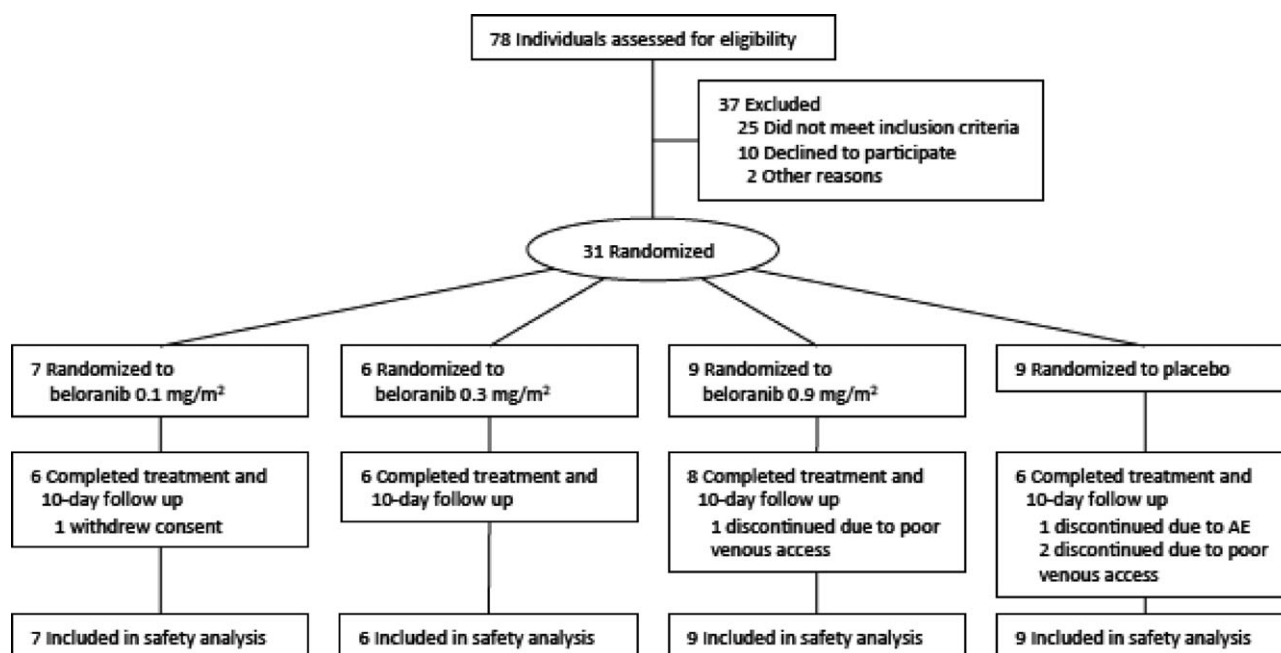 78 Individuals assessed for eligibility
37 Excluded
25 Did not meet inclusion criteria
10 Declined to participate
2 Other reasons
31 Randomized
7 Randomized to
beloranib 0.1 mg/m²
6 Randomized to
beloranib 0.3 mg/m²
9 Randomized to
beloranib 0.9 mg/m²
9 Randomized to placebo
6 Completed treatment and
10-day follow up
1 withdrew consent
6 Completed treatment and
10-day follow up
8 Completed treatment and
10-day follow up
1 discontinued due to poor
venous access
6 Completed treatment and
10-day follow up
1 discontinued due to AE
2 discontinued due to poor
venous access
7 Included in safety analysis
6 Included in safety analysis
9 Included in safety analysis
9 Included in safety analysis